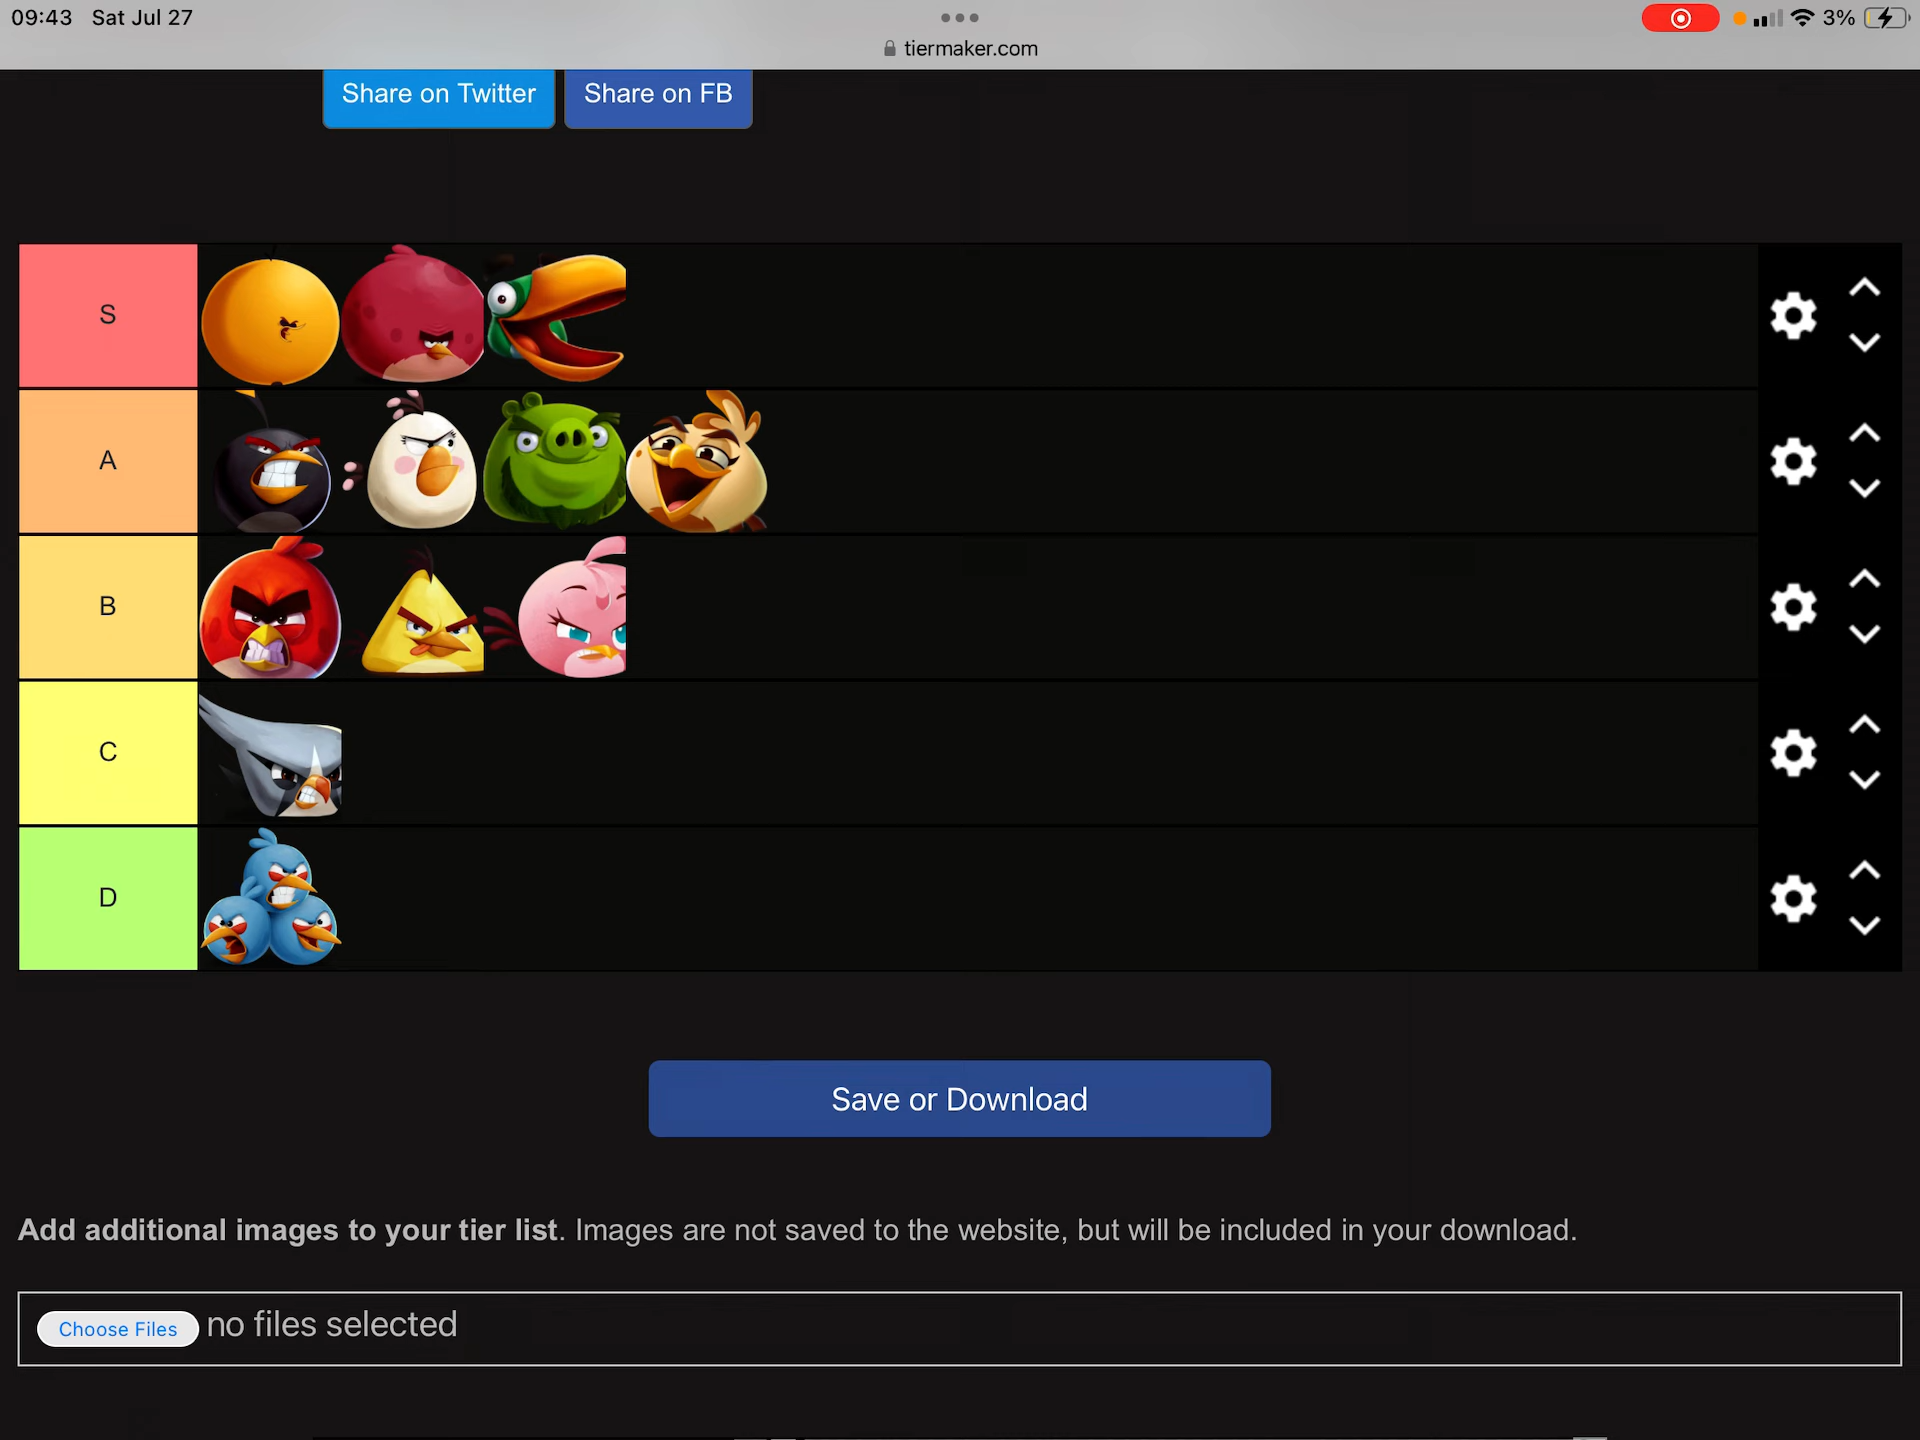 09:43 Sat Jul 27
3%
tiermaker.com
Share on Twitter
Share on FB
S
A
B
C
D
Save or Download
Add additional images to your tier list. Images are not saved to the website, but will be included in your download.
Choose Files no files selected